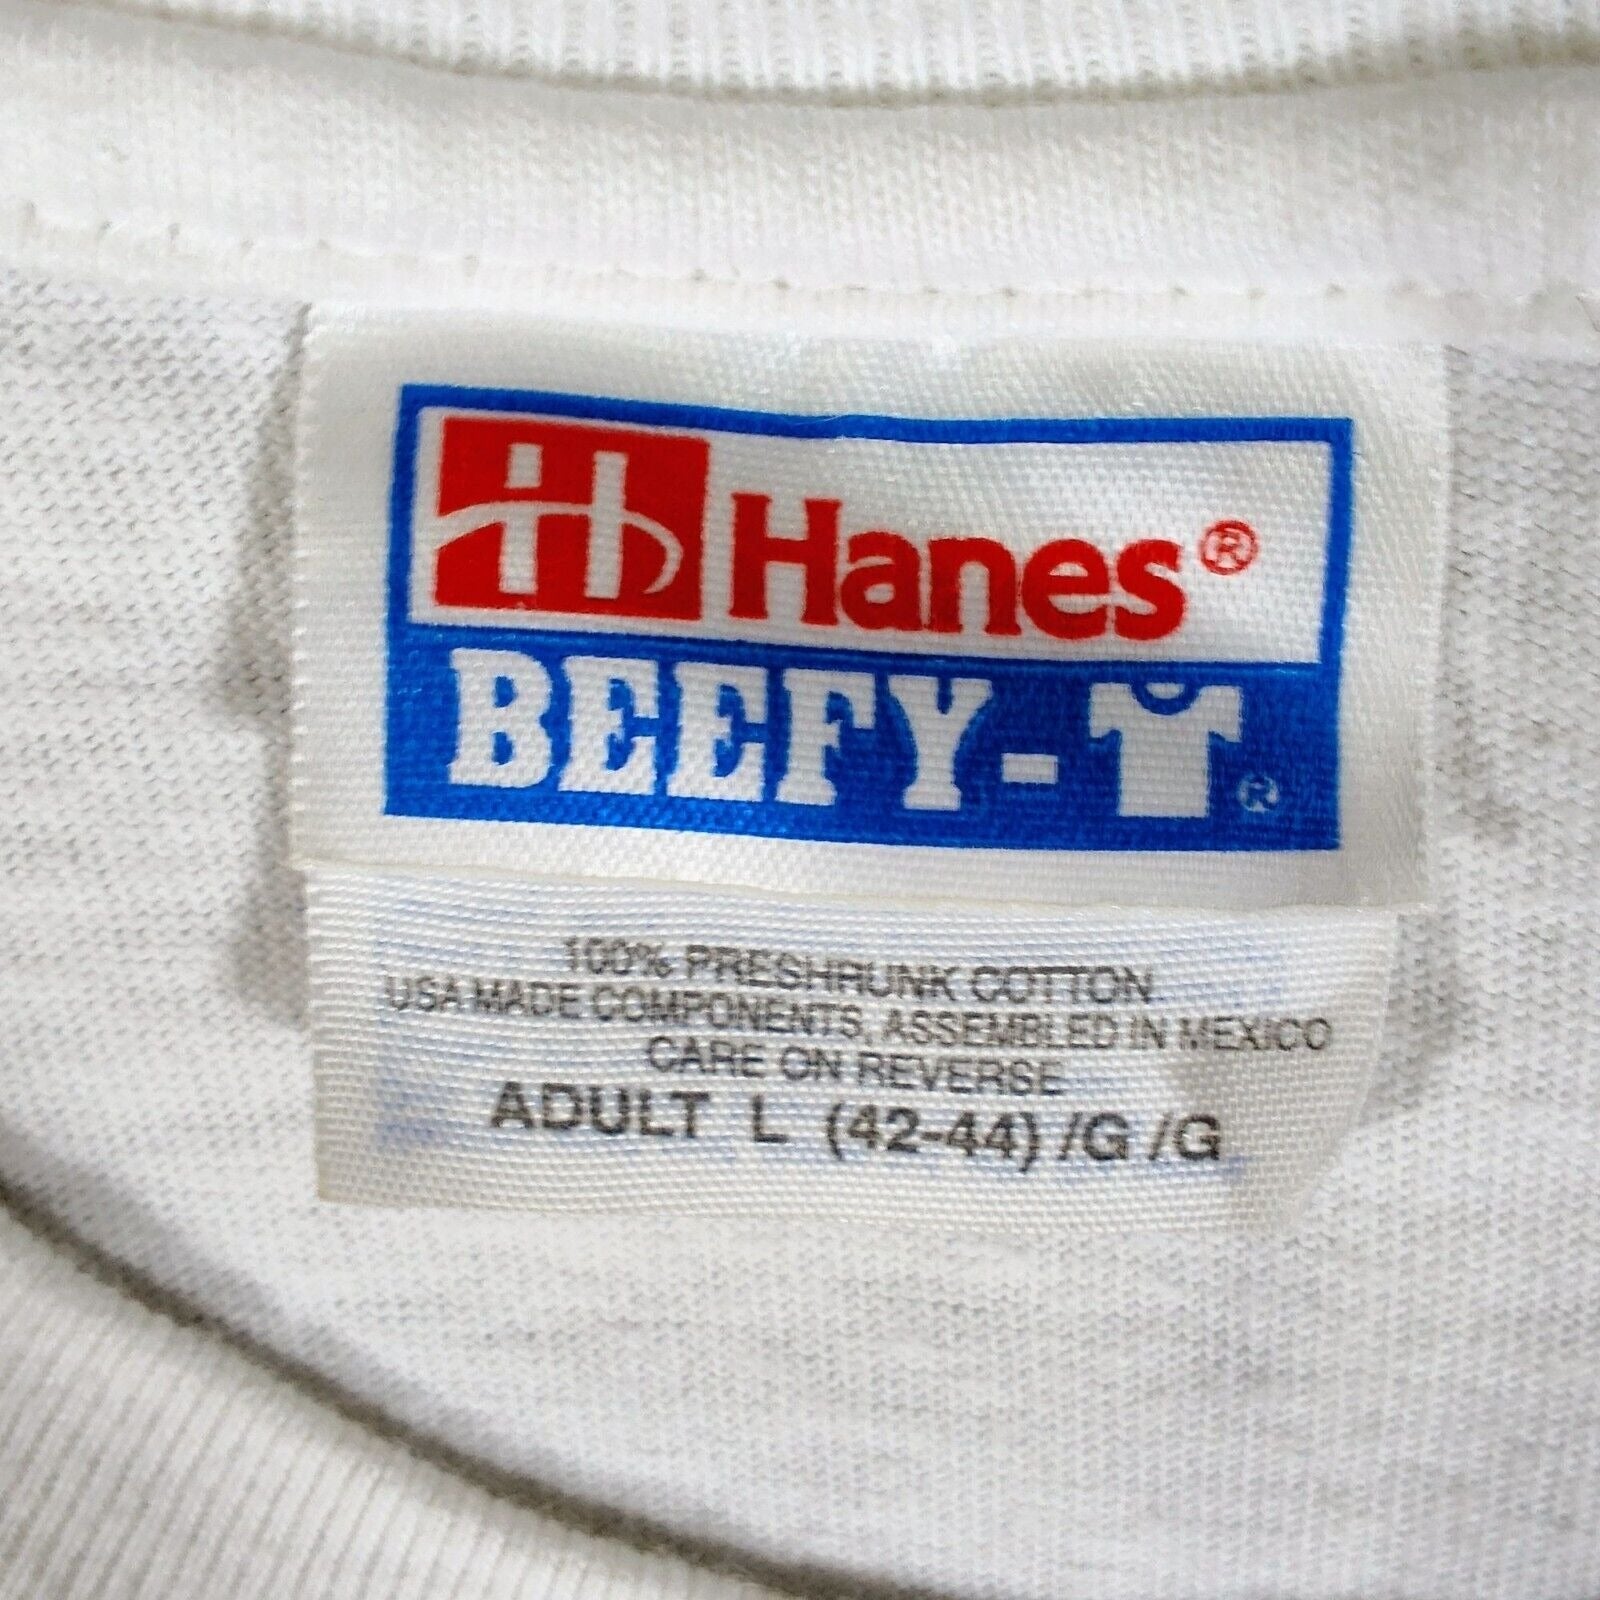 Hanes®
BEEFY-T®
100% PRESHRUNK COTTON
USA MADE COMPONENTS, ASSEMBLED IN MEXICO
CARE ON REVERSE
ADULT L (42-44) /G /G